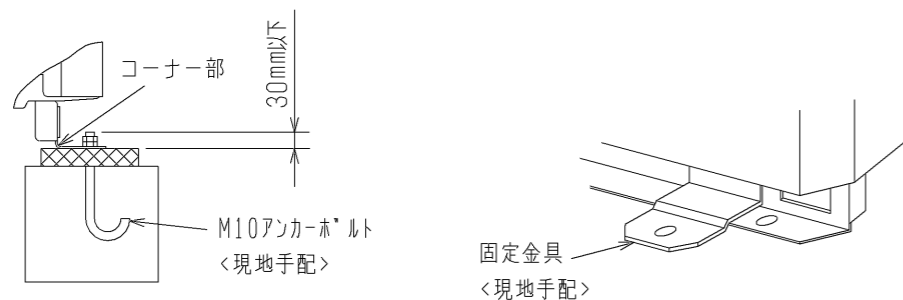 コーナー部
30mm以下
M10アンカーボルト
<現地手配>
固定金具
<現地手配>